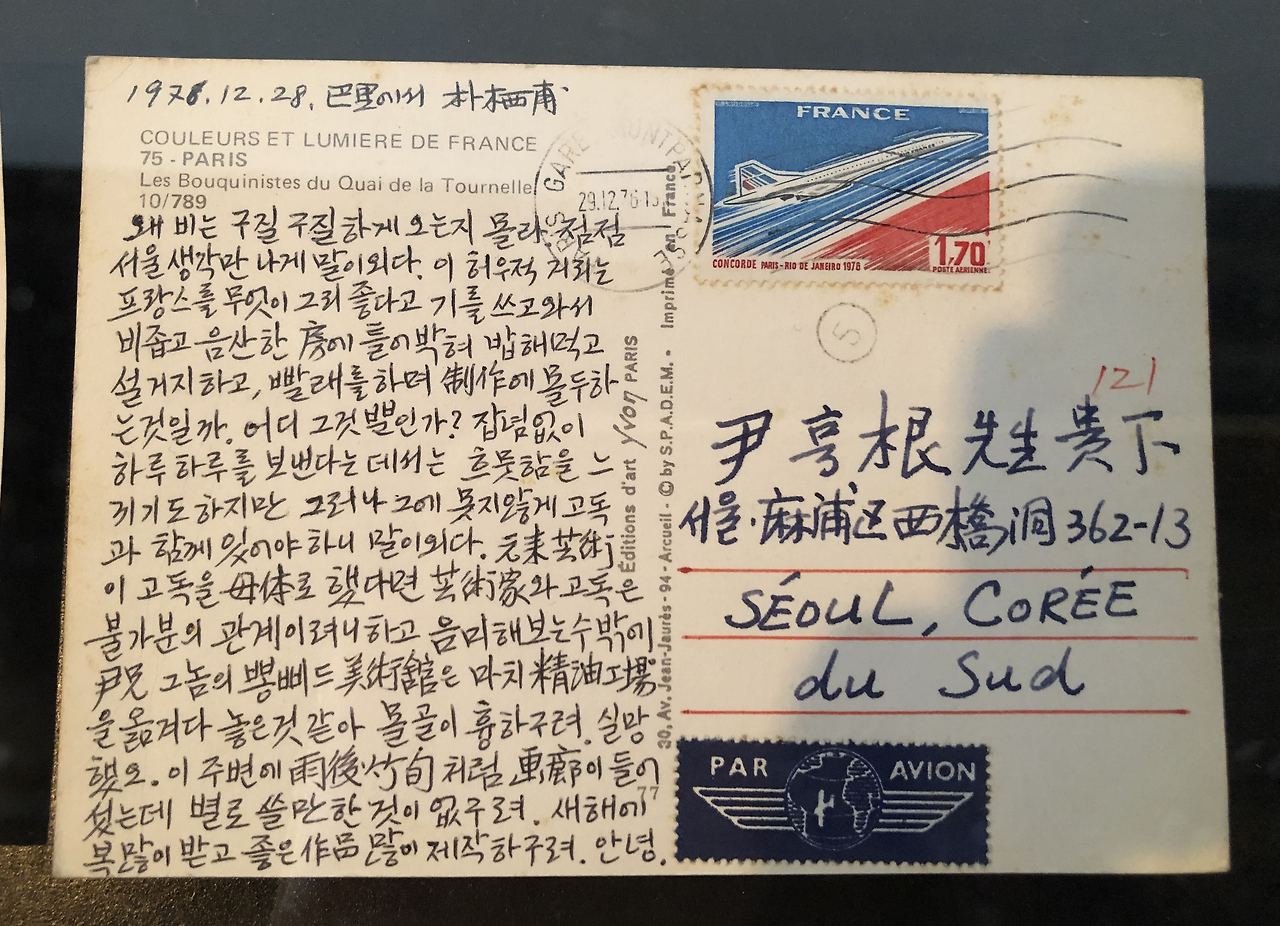 1976.12.28. 巴里에서 朴栖甫
COULEURS ET LUMIERE DE FRANCE
75 - PARIS
Les Bouquinistes du Quai de la Tournelle
10/789
왜 비는 구질구질하게 오는지 몰라 점점
서울생각만 나게 말이외다. 이 허우적 거리는
프랑스를 무엇이 그리 좋다고 기를 쓰고 와서
비좁고 음산한 房에 틀어박혀 밥해먹고
설거지하고, 빨래를 하며 制作에 몰두하
는것일까. 어디 그것뿐인가? 잡념없이
하루하루를 보낸다는데서는 흐뭇함을 느
끼기도하지만 그러나 그에 못지않게 고독
과 함께 있어야하니 말이외다. 元来 芸術
이 고독을 母体로 했다면 芸術家와 고독은
불가분의 관계이려니하고 음미해보는수밖에
尹兄 그놈의 뽕삐드 美術館은 마치 精油工場
을 옮겨다 놓은것 같아 몰골이 흉하구려. 실망
했오. 이 주변에 雨後竹旬 처럼 画廊이 들어
섰는데 별로 쓸만한 것이 없구려. 새해에
복많이 받고 좋은 作品 많이 제작하구려. 안녕.
77
Éditions d'art Yvon PARIS
30, Av. Jean-Jaurès - 94 - Arcueil - © by S.P.A.D.E.M. - Imprimé en France
GARE MONTPARNASSE
29.12.76
FRANCE
1,70
POSTE AERIENNE
CONCORDE PARIS - RIO DE JANEIRO 1976
5
121
尹亨根 先生 貴下
서울·麻浦区西橋洞 362-13
SÉOUL, CORÉE
du Sud
PAR AVION